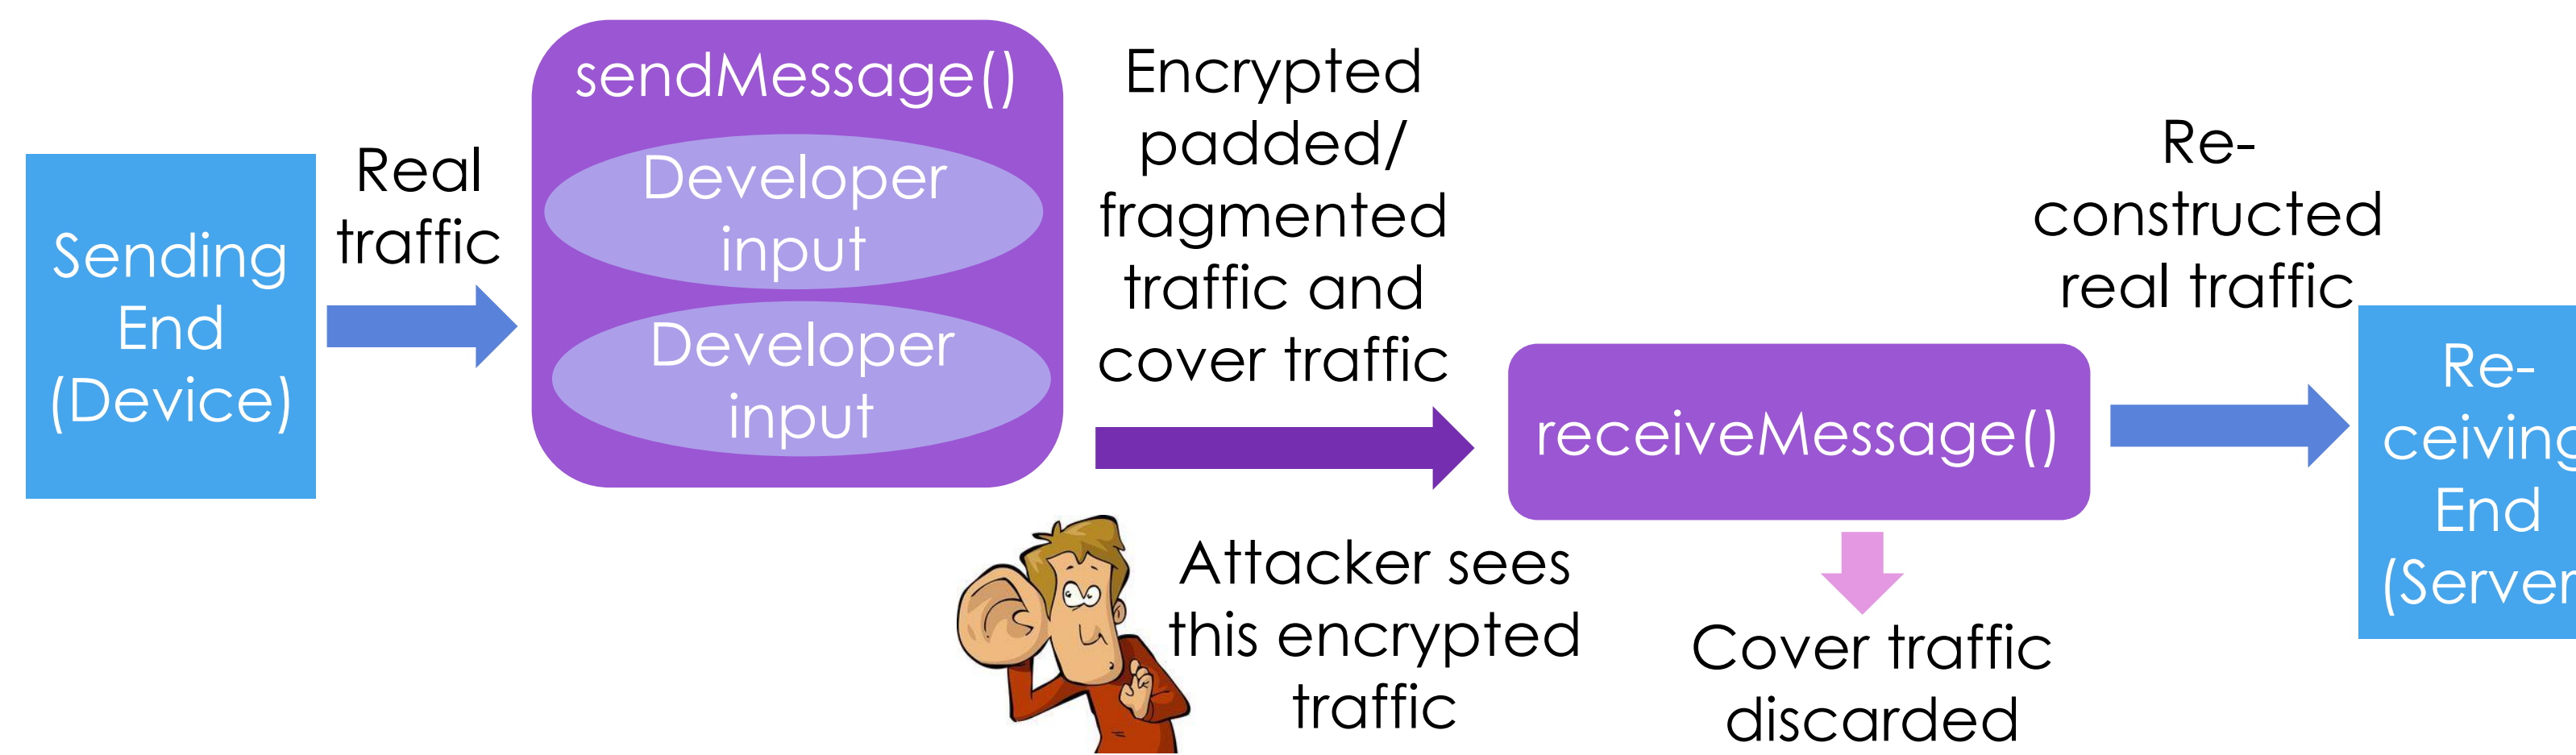 Sending
End
(Device)
Real
traffic
sendMessage()
Developer
input
Developer
input
Encrypted
padded/
fragmented
traffic and
cover traffic
Attacker sees
this encrypted
traffic
receiveMessage()
Cover traffic
discarded
Re-
constructed
real traffic
Re-
ceiving
End
(Server